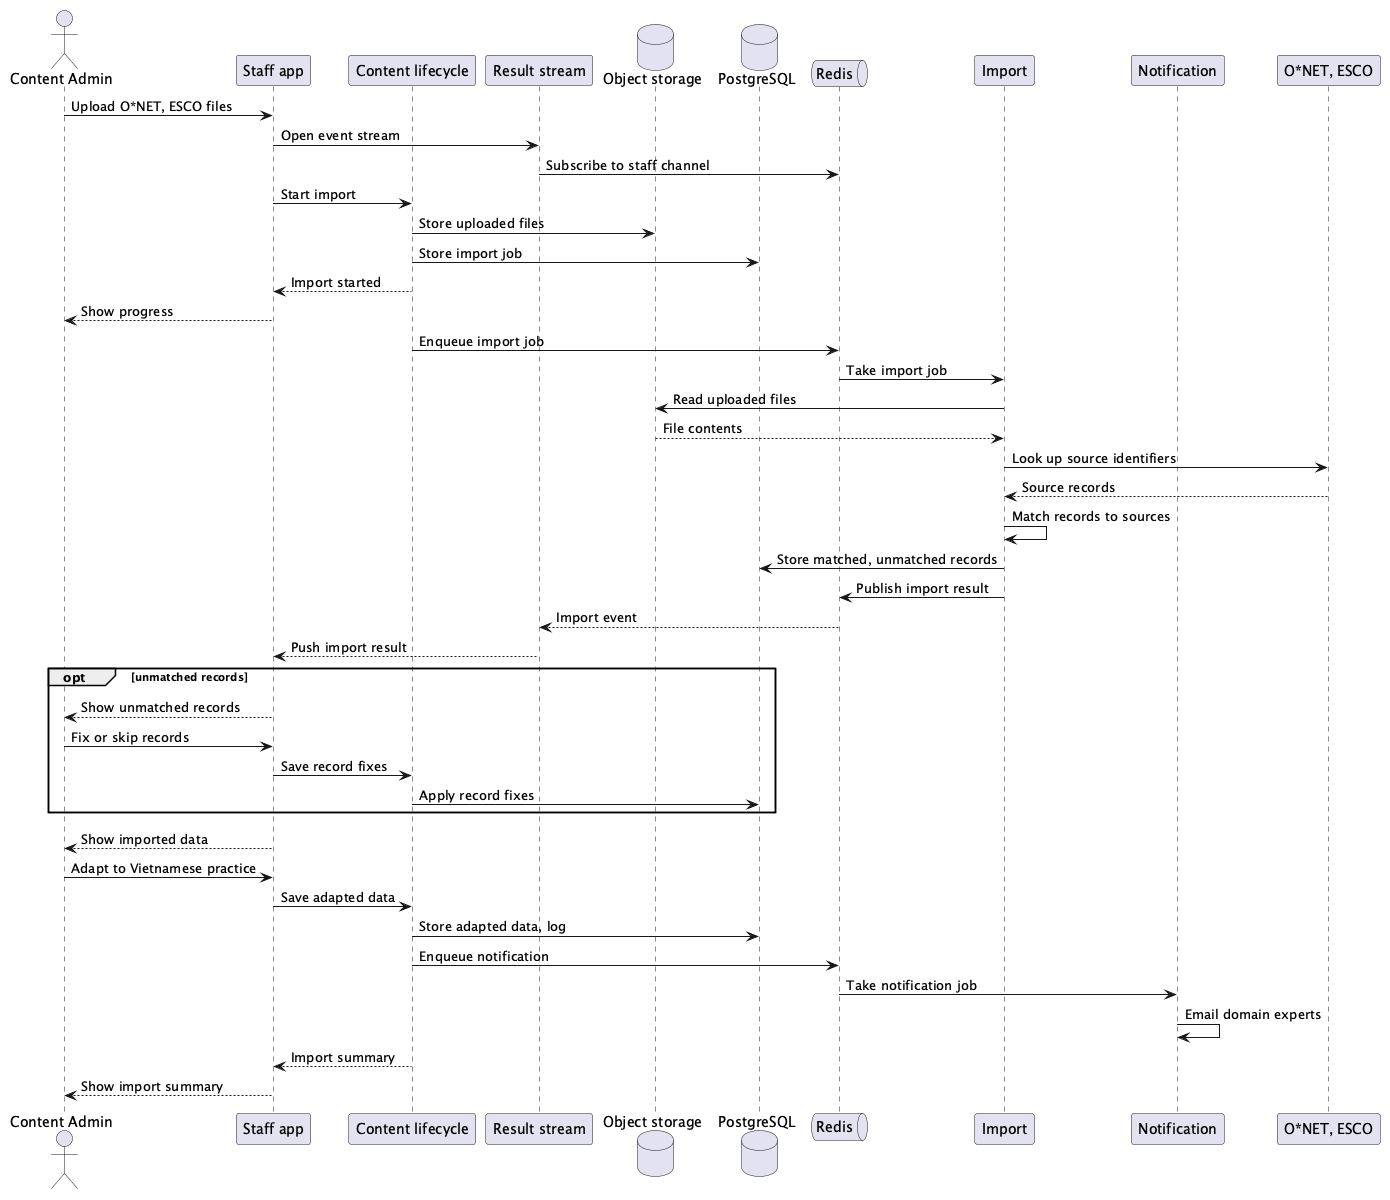 Content Admin
Staff app
Content lifecycle
Result stream
Object storage
PostgreSQL
Redis
Import
Notification
O*NET, ESCO
Upload O*NET, ESCO files
Open event stream
Subscribe to staff channel
Start import
Store uploaded files
Store import job
Import started
Show progress
Enqueue import job
Take import job
Read uploaded files
File contents
Look up source identifiers
Source records
Match records to sources
Store matched, unmatched records
Publish import result
Import event
Push import result
opt [unmatched records]
Show unmatched records
Fix or skip records
Save record fixes
Apply record fixes
Show imported data
Adapt to Vietnamese practice
Save adapted data
Store adapted data, log
Enqueue notification
Take notification job
Email domain experts
Import summary
Show import summary
Content Admin
Staff app
Content lifecycle
Result stream
Object storage
PostgreSQL
Redis
Import
Notification
O*NET, ESCO